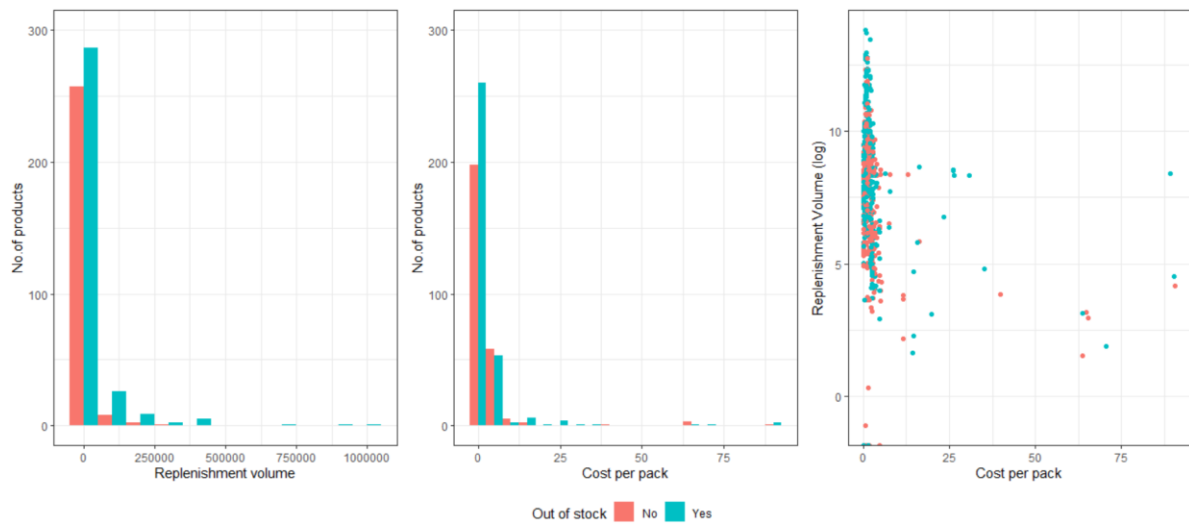 300
200
100
0
No.of products
0 250000 500000 750000 1000000
Replenishment volume
300
200
100
0
No.of products
0 25 50 75
Cost per pack
10
5
0
Replenishment Volume (log)
0 25 50 75
Cost per pack
Out of stock No Yes